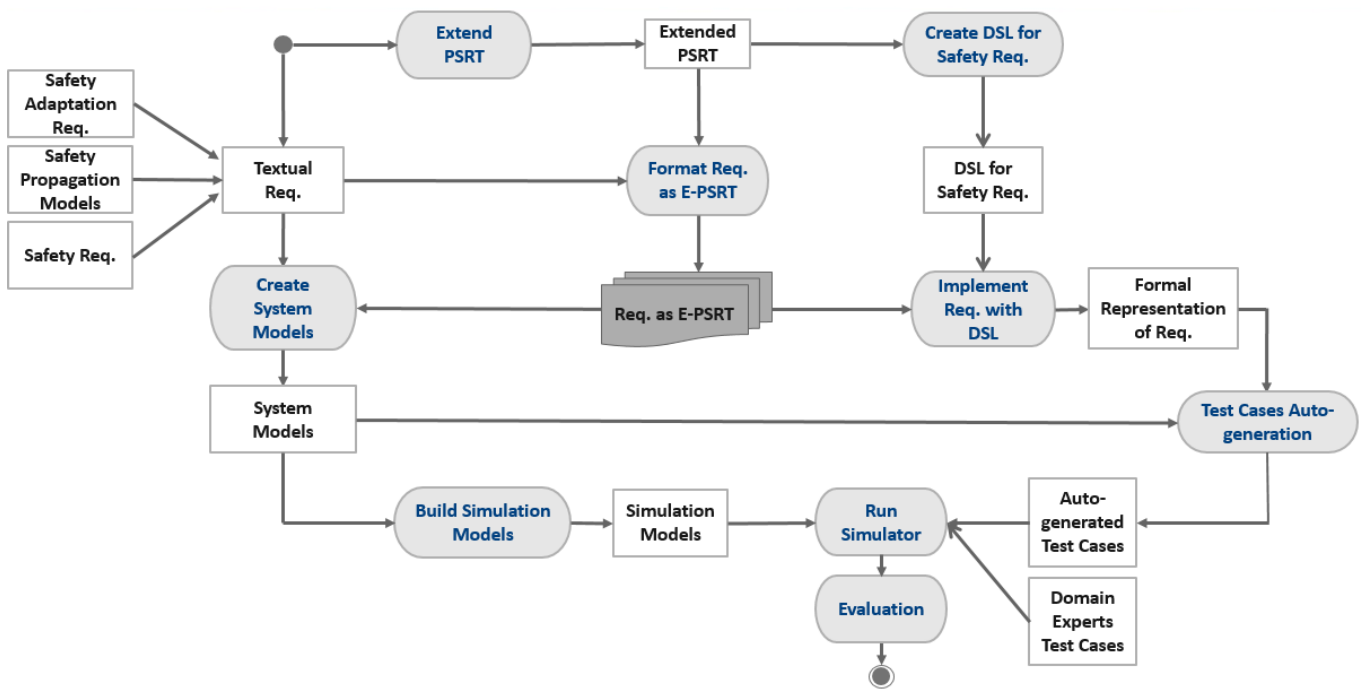 Extend
PSRT
Extended
PSRT
Create DSL for
Safety Req.
Safety
Adaptation
Req.
Safety
Propagation
Models
Safety Req.
Textual
Req.
Format Req.
as E-PSRT
DSL for
Safety Req.
Create
System
Models
Req. as E-PSRT
Implement
Req. with
DSL
Formal
Representation
of Req.
System
Models
Test Cases Auto-
generation
Build Simulation
Models
Simulation
Models
Run
Simulator
Auto-
generated
Test Cases
Evaluation
Domain
Experts
Test Cases